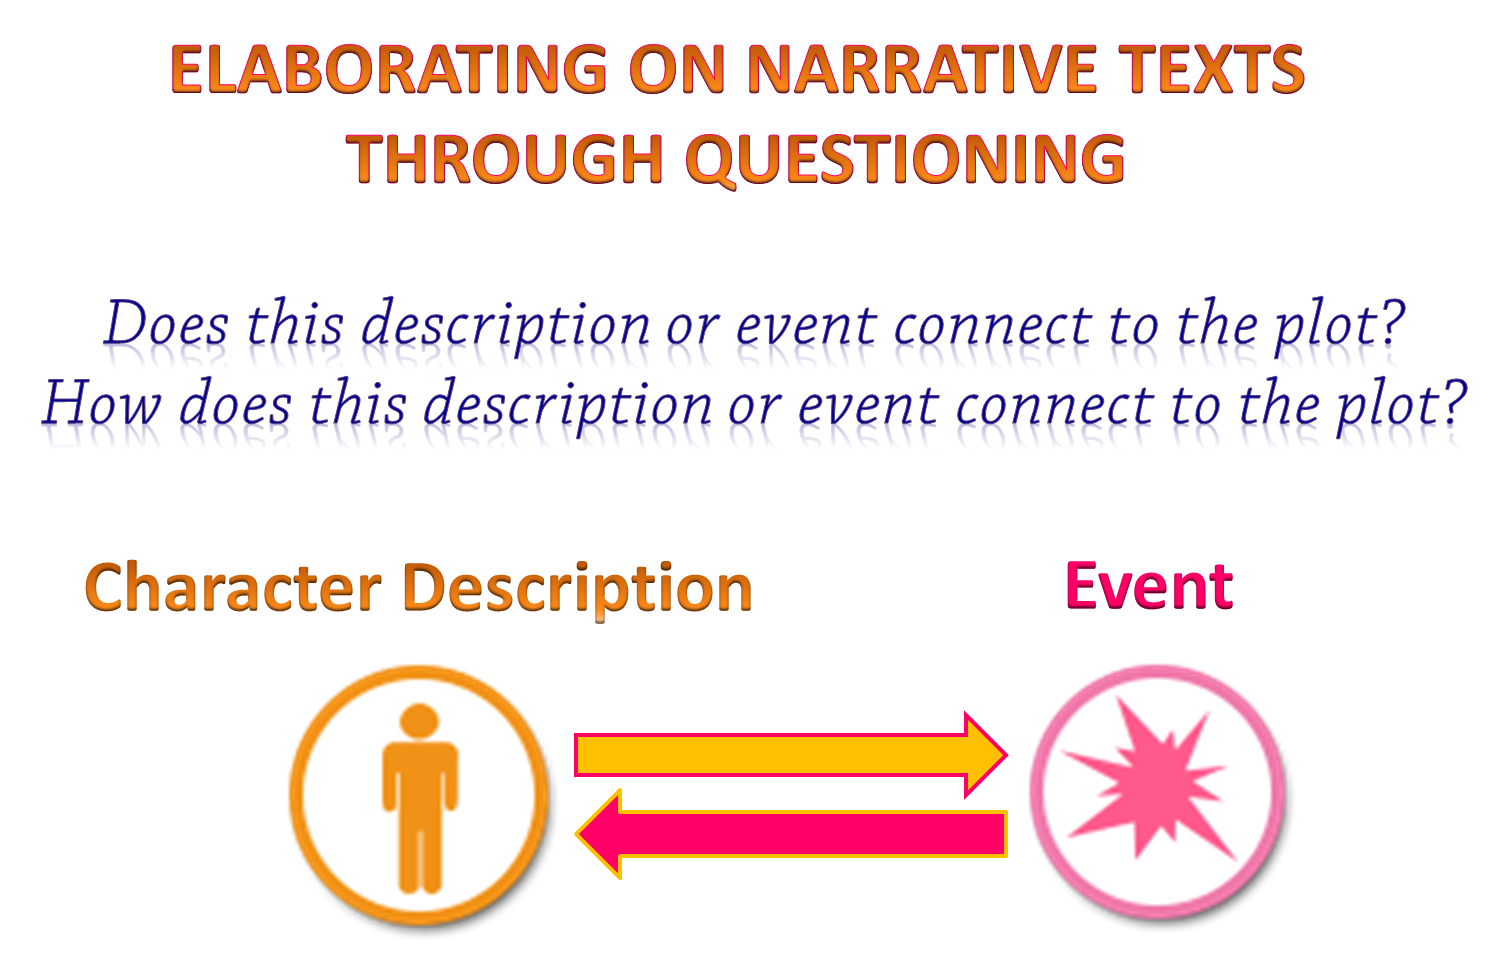 ELABORATING ON NARRATIVE TEXTS
THROUGH QUESTIONING
Does this description or event connect to the plot?
How does this description or event connect to the plot?
Character Description
Event